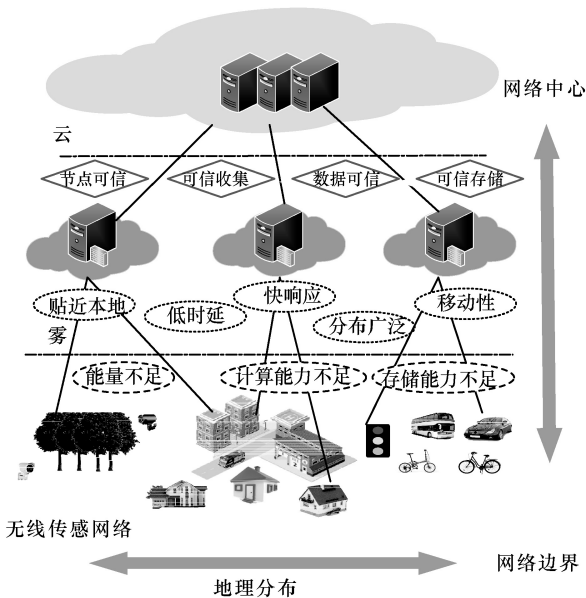 网络中心
云
节点可信
可信收集
数据可信
可信存储
贴近本地
低时延
快响应
分布广泛
移动性
雾
能量不足
计算能力不足
存储能力不足
无线传感网络
网络边界
地理分布